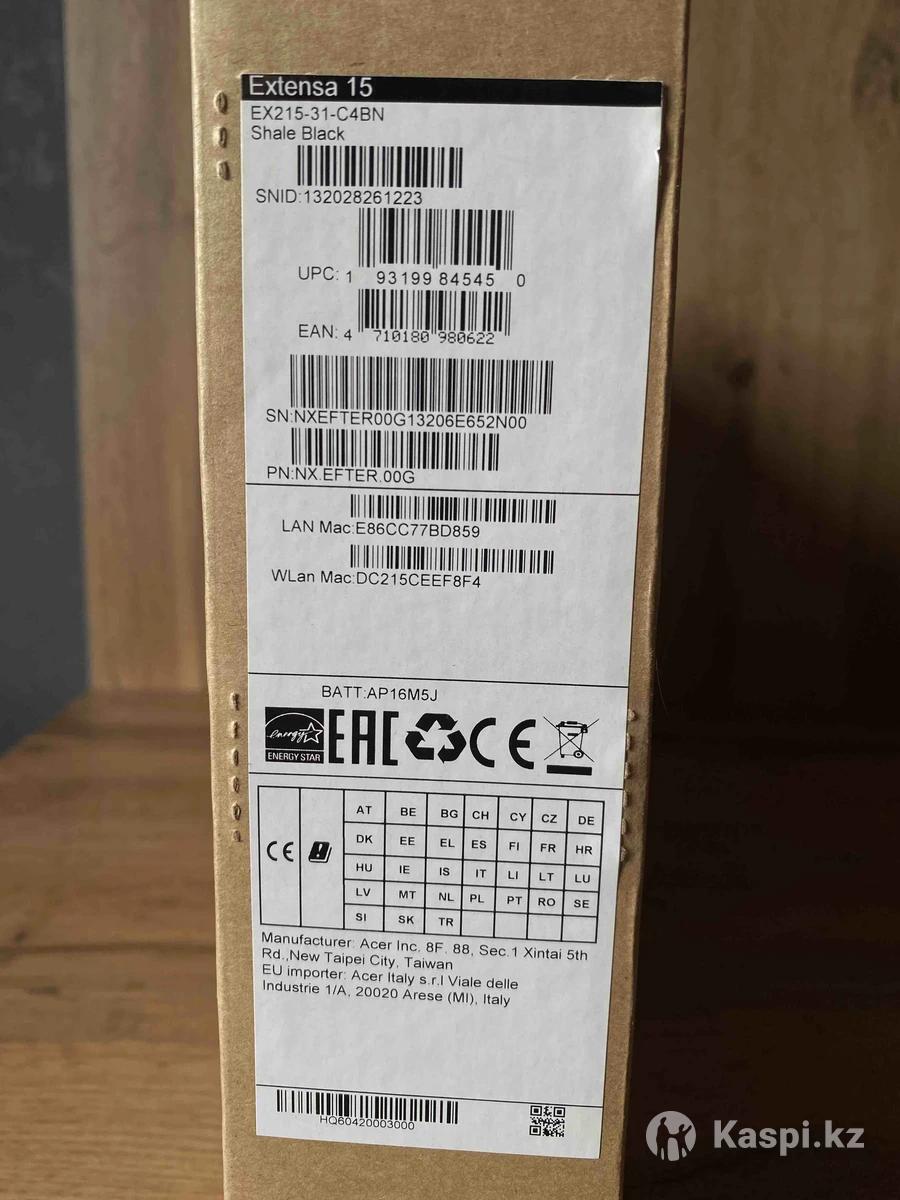 Extensa 15
EX215-31-C4BN
Shale Black
SNID:132028261223
UPC: 1 93199 84545 0
EAN: 4 710180 980622
SN:NXEFTER00G13206E652N00
PN:NX.EFTER.00G
LAN Mac:E86CC77BD859
WLan Mac:DC215CEEF8F4
BATT:AP16M5J
energy
ENERGY STAR
EAC CE
CE
AT BE BG CH CY CZ DE
DK EE EL ES FI FR HR
HU IE IS IT LI LT LU
LV MT NL PL PT RO SE
SI SK TR
Manufacturer: Acer Inc. 8F. 88, Sec.1 Xintai 5th
Rd.,New Taipei City, Taiwan
EU importer: Acer Italy s.r.l Viale delle
Industrie 1/A, 20020 Arese (MI), Italy
HQ60420003000
Kaspi.kz